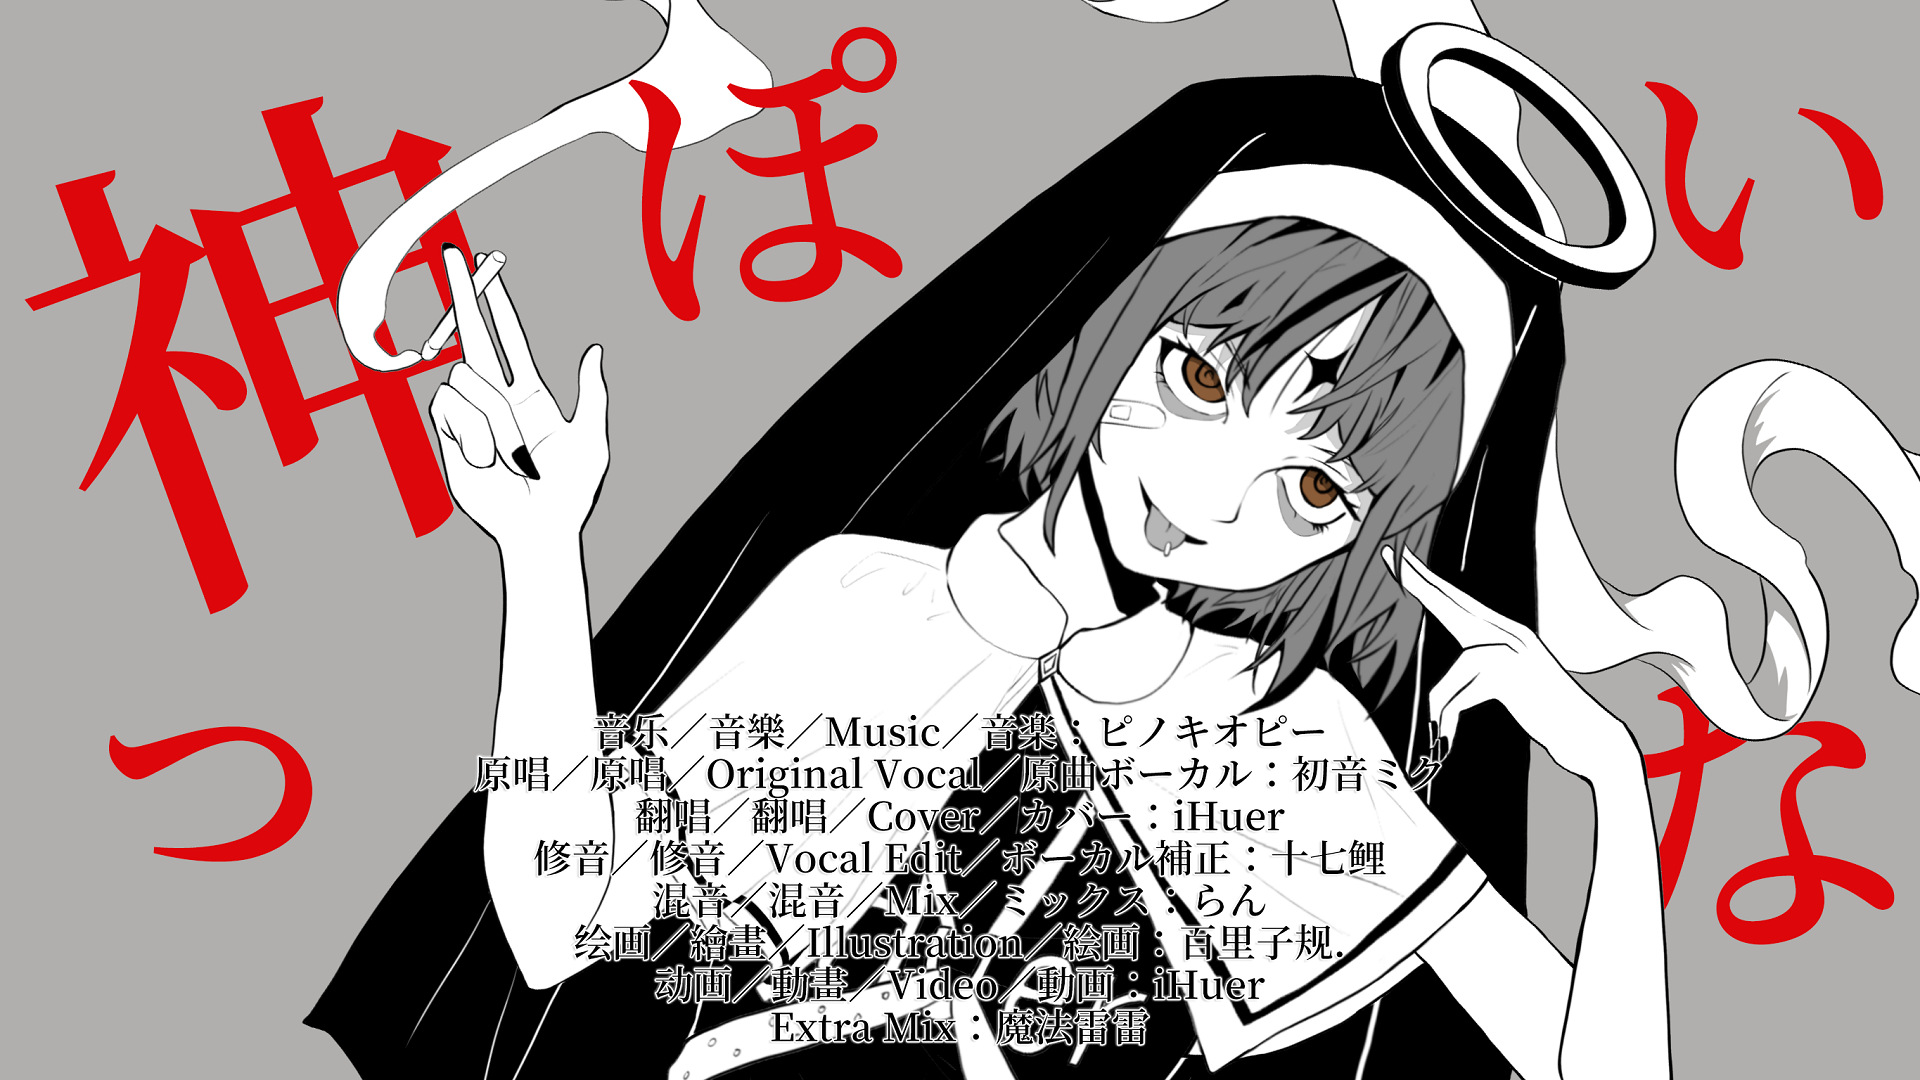 神っぽいな
音乐／音樂／Music／音楽：ピノキオピー
原唱／原唱／Original Vocal／原曲ボーカル：初音ミク
翻唱／翻唱／Cover／カバー：iHuer
修音／修音／Vocal Edit／ボーカル補正：十七鲤
混音／混音／Mix／ミックス：らん
绘画／繪畫／Illustration／絵画：百里子规.
动画／動畫／Video／動画：iHuer
Extra Mix：魔法雷雷